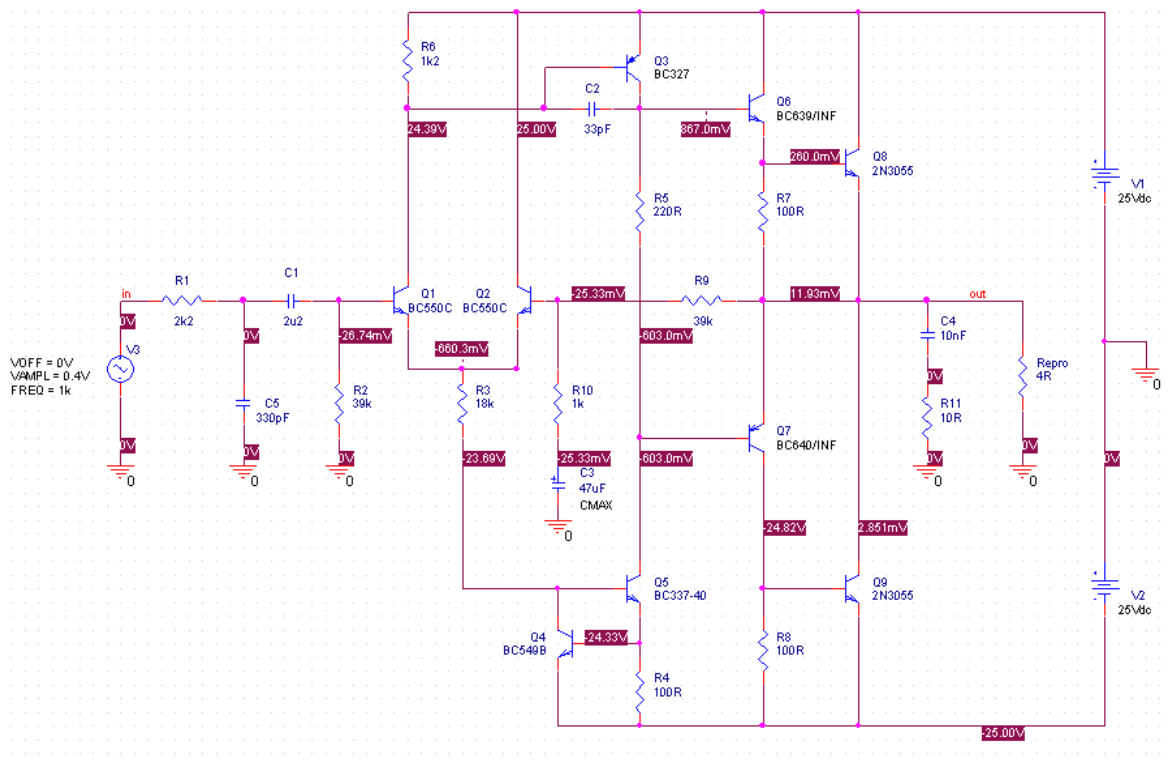 R6
1k2
Q3
BC327
C2
33pF
Q6
BC639/INF
24.39V
25.00V
867.0mV
260.0mV
Q8
2N3055
V1
25Vdc
R5
220R
R7
100R
in
R1
2k2
C1
2u2
Q1
BC550C
Q2
BC550C
-25.33mV
R9
39k
11.93mV
out
0V
0V
-26.74mV
-660.3mV
-603.0mV
C4
10nF
V3
VOFF = 0V
VAMPL = 0.4V
FREQ = 1k
C5
330pF
R2
39k
R3
18k
R10
1k
0V
R11
10R
Repro
4R
0
Q7
BC640/INF
0V
0V
0V
-23.69V
-25.33mV
-603.0mV
0V
0V
0V
0
0
0
C3
47uF
CMAX
0
0
0
-24.82V
2.851mV
Q5
BC337-40
Q9
2N3055
V2
25Vdc
Q4
BC549B
-24.33V
R8
100R
R4
100R
-25.00V